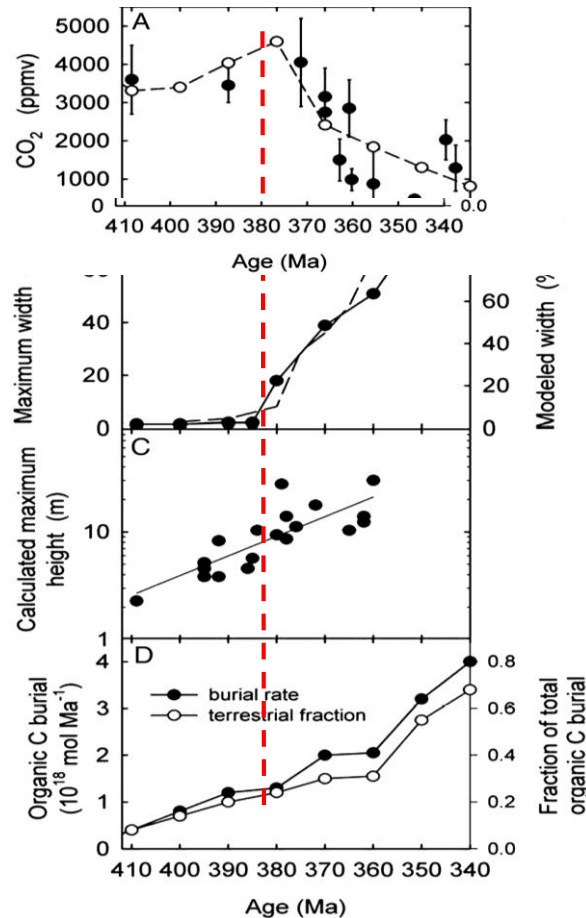 A
5000
4000
3000
2000
1000
0
0.0
CO2 (ppmv)
410 400 390 380 370 360 350 340
Age (Ma)
40
20
0
Maximum width
60
40
20
0
Modeled width (%
C
10
1
Calculated maximum
height (m)
D
burial rate
terrestrial fraction
4
3
2
1
0
Organic C burial
(10^18 mol Ma^-1)
0.8
0.6
0.4
0.2
0.0
Fraction of total
organic C burial
410 400 390 380 370 360 350 340
Age (Ma)